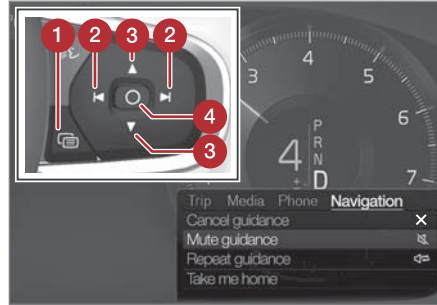 1 2 3 2
4
3
3 4 5 6 7
4
P
R
N
D
+
-
Trip Media Phone Navigation
Cancel guidance
Mute guidance
Repeat guidance
Take me home